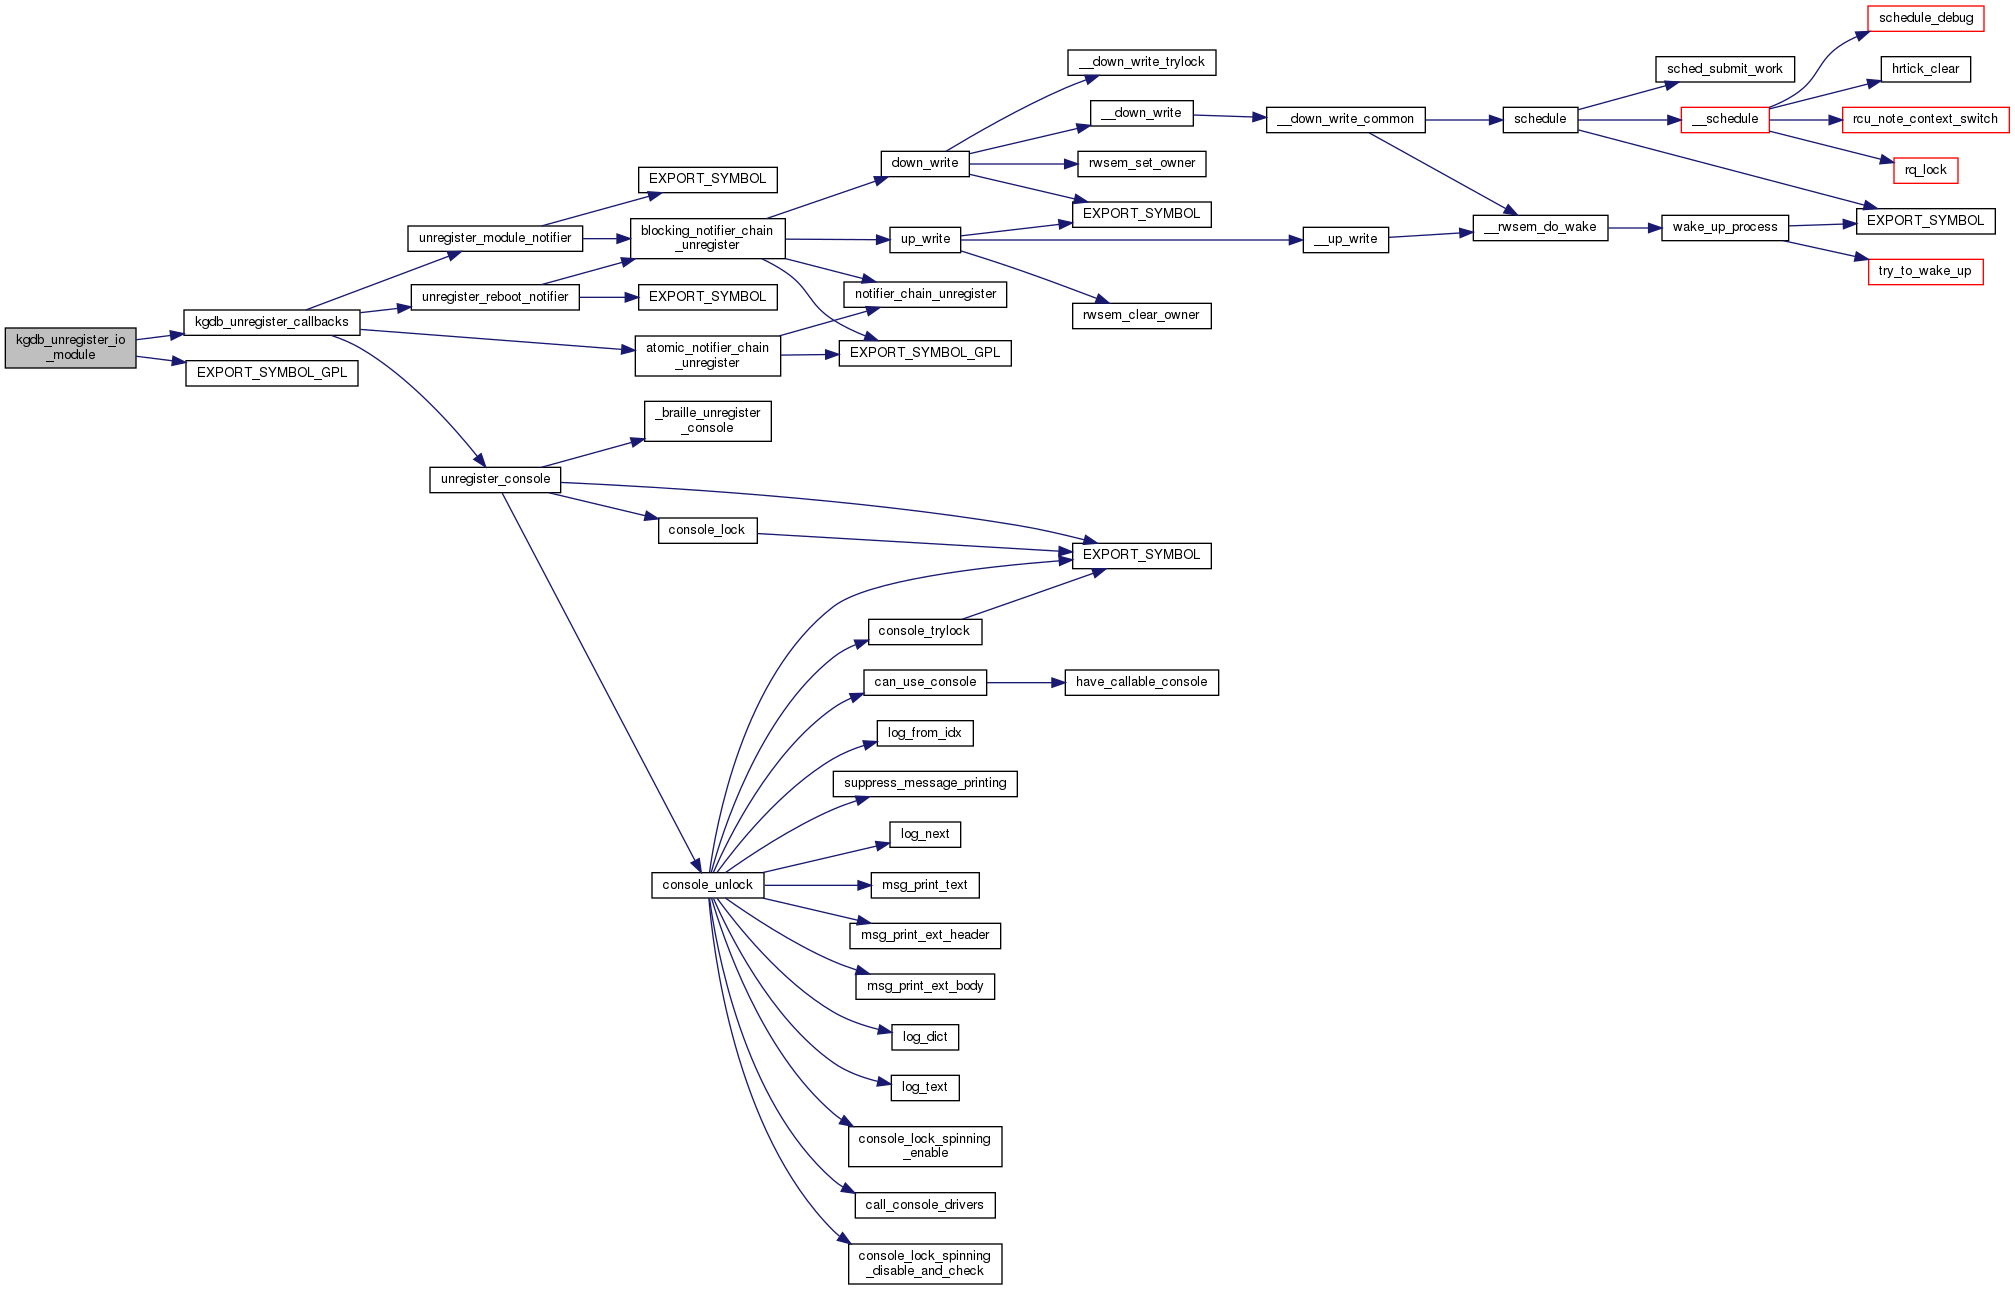 kgdb_unregister_io
_module
kgdb_unregister_callbacks
EXPORT_SYMBOL_GPL
unregister_module_notifier
unregister_reboot_notifier
EXPORT_SYMBOL
blocking_notifier_chain
_unregister
EXPORT_SYMBOL
atomic_notifier_chain
_unregister
down_write
up_write
notifier_chain_unregister
EXPORT_SYMBOL_GPL
__down_write_trylock
__down_write
rwsem_set_owner
EXPORT_SYMBOL
rwsem_clear_owner
__down_write_common
__up_write
schedule
__rwsem_do_wake
sched_submit_work
__schedule
wake_up_process
schedule_debug
hrtick_clear
rcu_note_context_switch
rq_lock
EXPORT_SYMBOL
try_to_wake_up
unregister_console
_braille_unregister
_console
console_lock
EXPORT_SYMBOL
console_unlock
console_trylock
can_use_console
have_callable_console
log_from_idx
suppress_message_printing
log_next
msg_print_text
msg_print_ext_header
msg_print_ext_body
log_dict
log_text
console_lock_spinning
_enable
call_console_drivers
console_lock_spinning
_disable_and_check